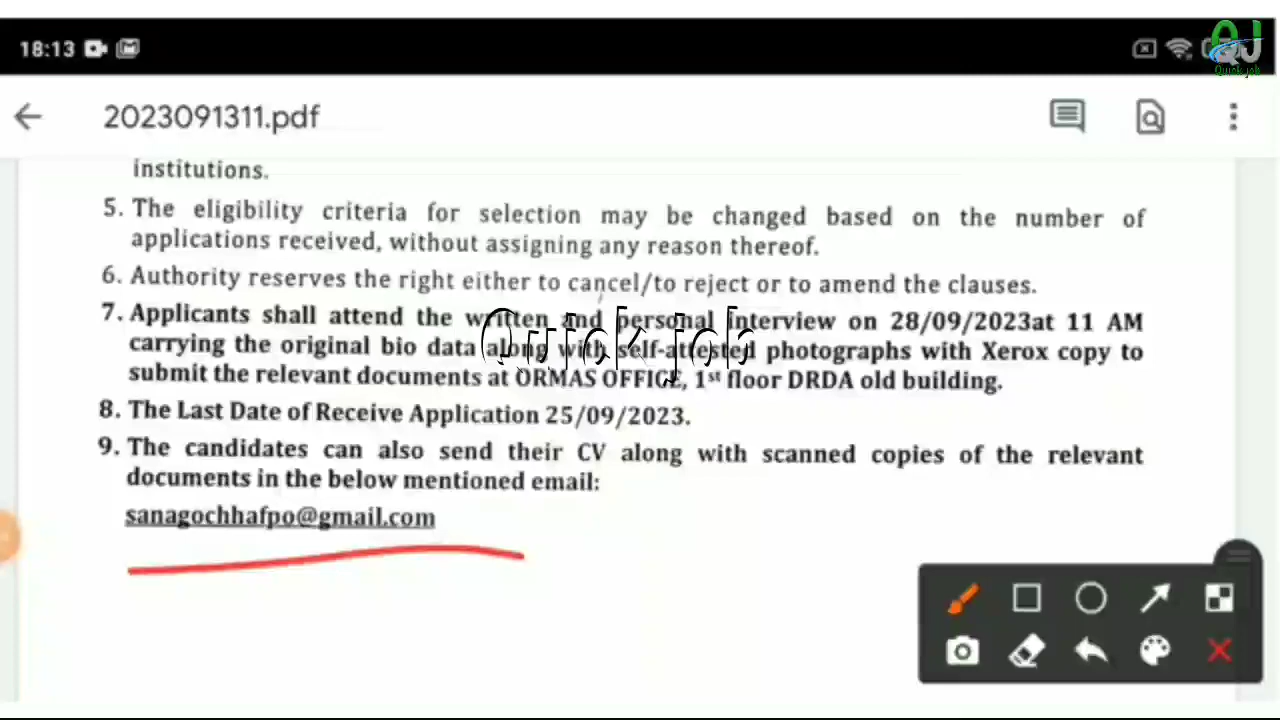 18:13
QJ
Quick job
2023091311.pdf
institutions.
5. The eligibility criteria for selection may be changed based on the number of
applications received, without assigning any reason thereof.
6. Authority reserves the right either to cancel/to reject or to amend the clauses.
7. Applicants shall attend the written and personal interview on 28/09/2023at 11 AM
carrying the original bio data along with self-attested photographs with Xerox copy to
submit the relevant documents at ORMAS OFFICE, 1st floor DRDA old building.
Quick job
8. The Last Date of Receive Application 25/09/2023.
9. The candidates can also send their CV along with scanned copies of the relevant
documents in the below mentioned email:
sanagochhafpo@gmail.com